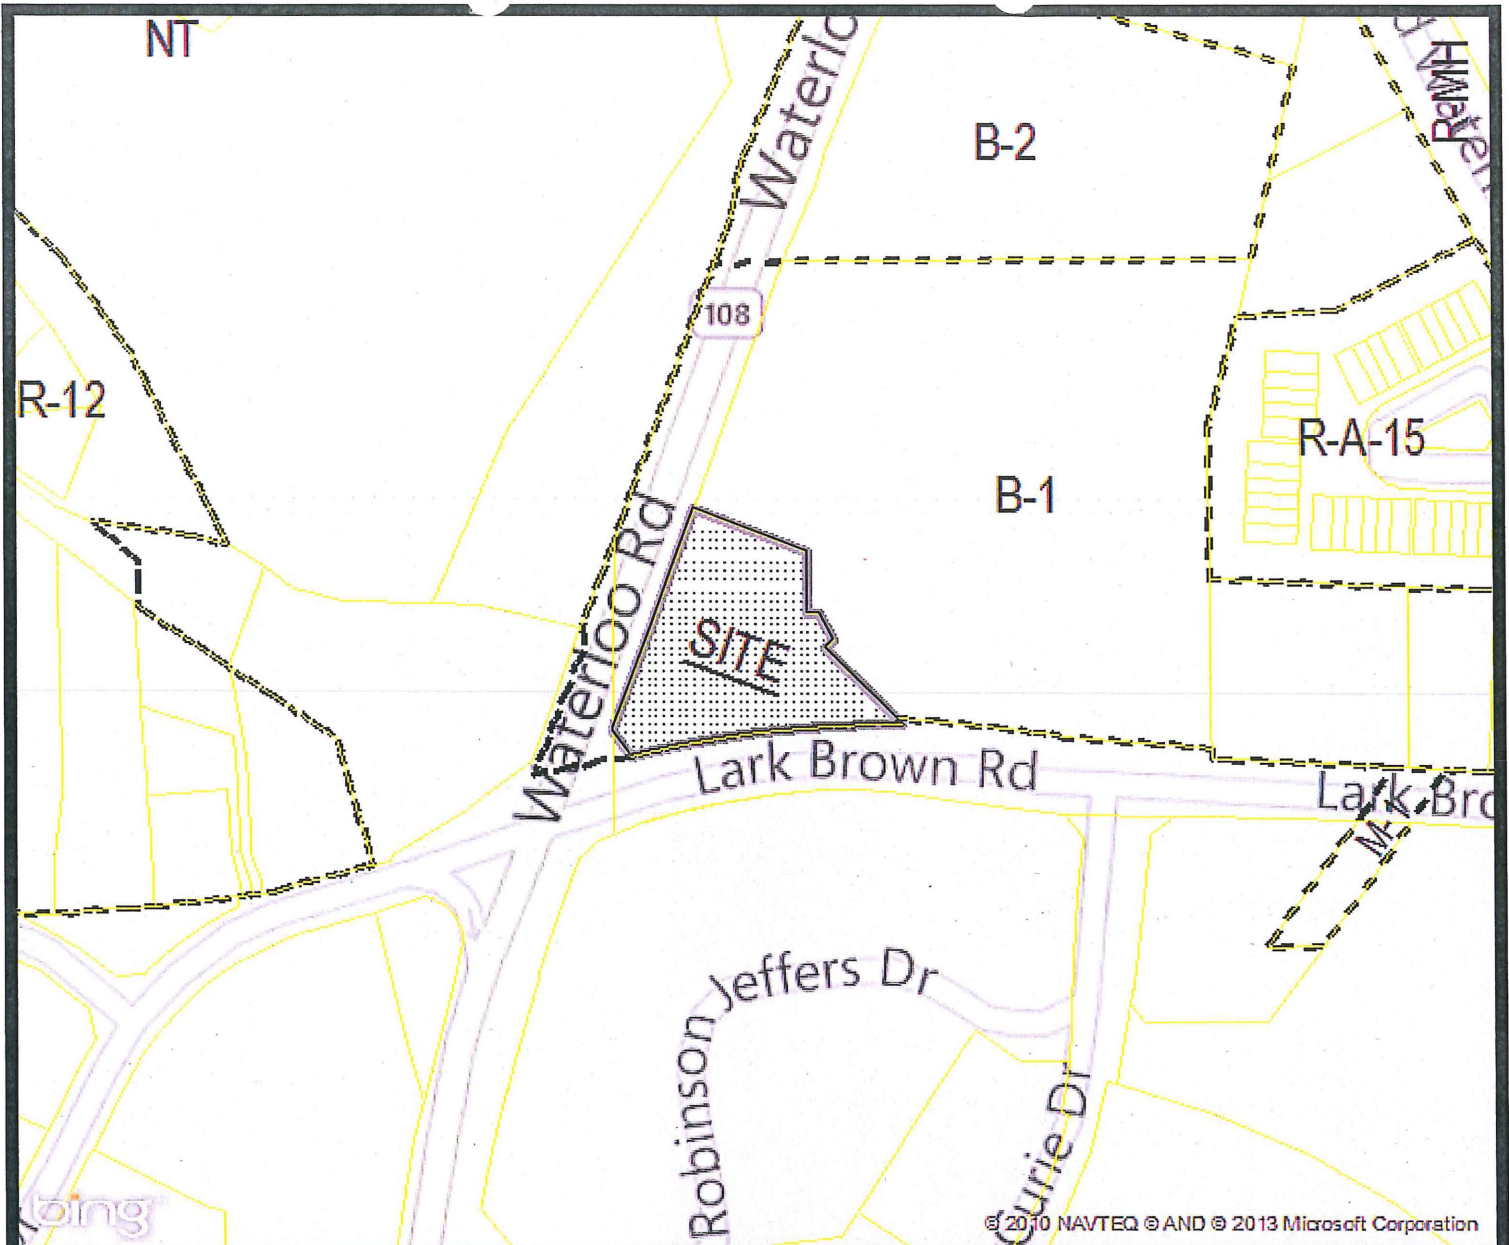 NT
Waterlo
B-2
108
R-12
R-A-15
B-1
Waterloo Rd
SITE
Lark Brown Rd
Lark Bro
Robinson Jeffers Dr
Curie Dr
bing
© 2010 NAVTEQ © AND © 2013 Microsoft Corporation